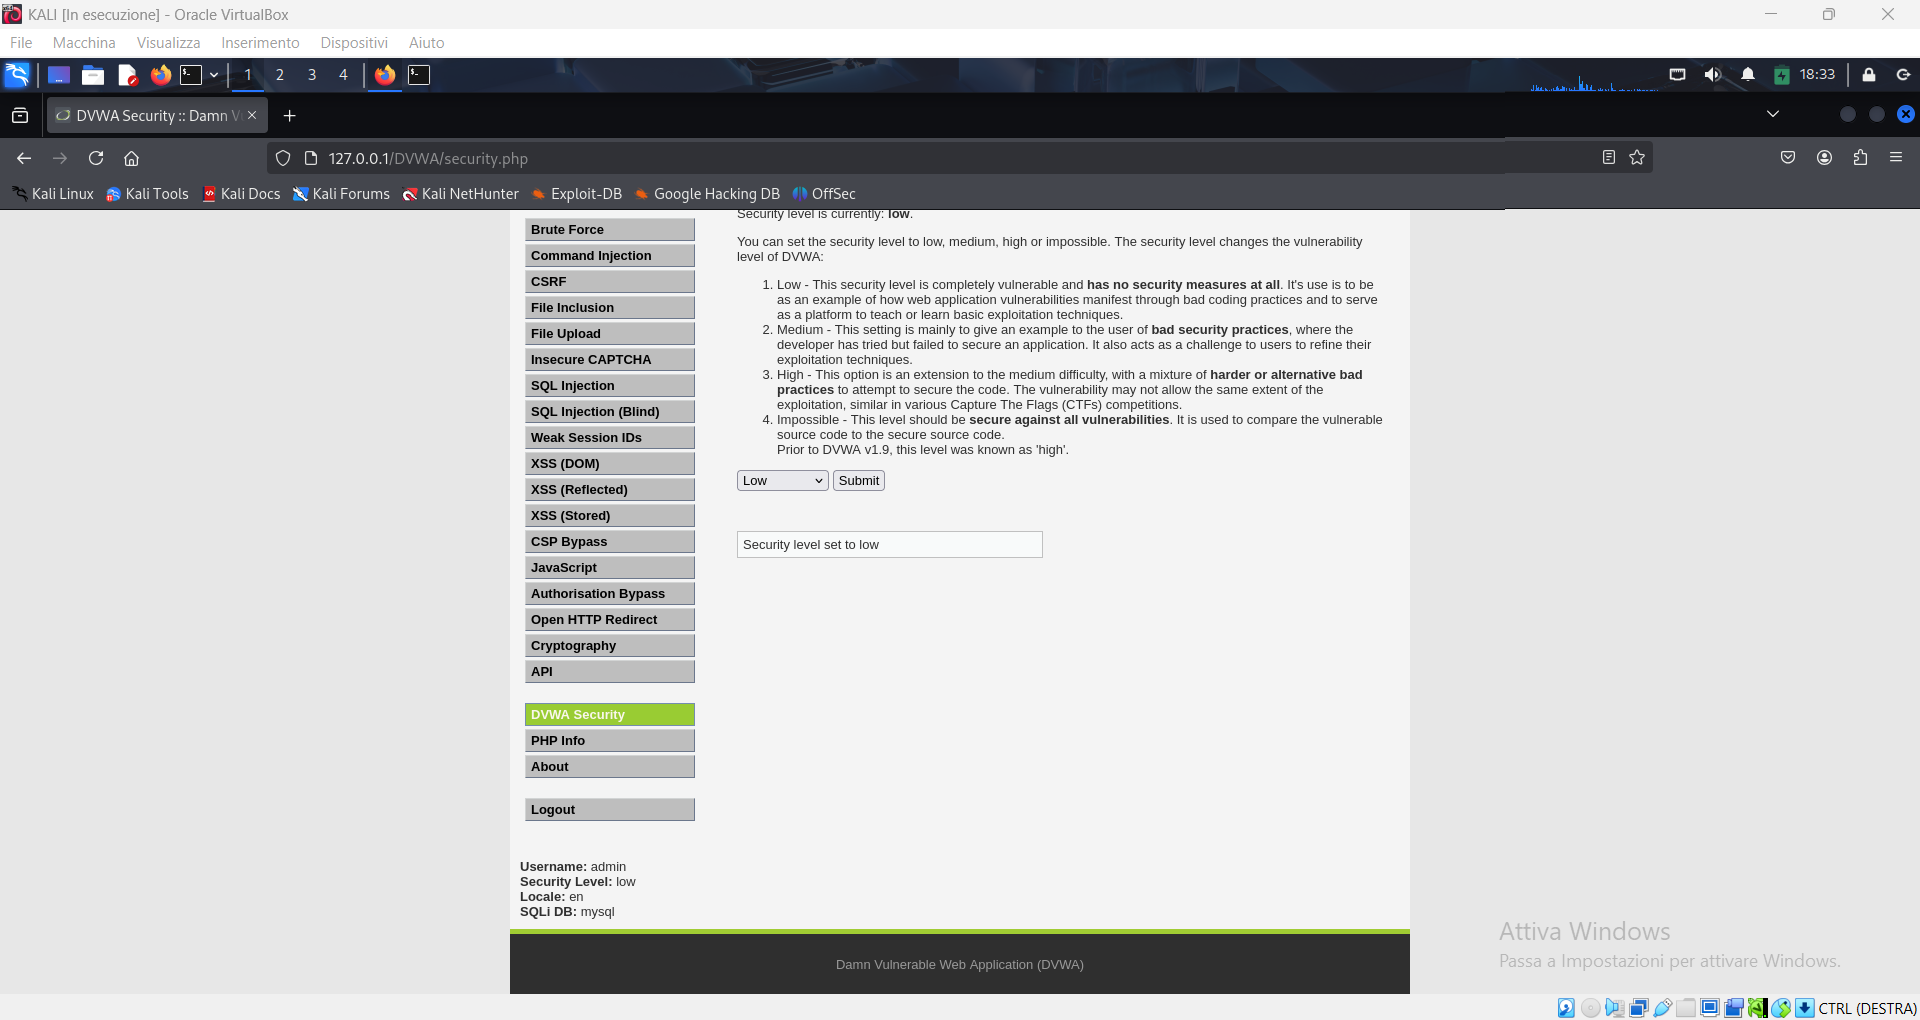 KALI [In esecuzione] - Oracle VirtualBox
File Macchina Visualizza Inserimento Dispositivi Aiuto
1 2 3 4 18:33
DVWA Security :: Damn V
127.0.0.1/DVWA/security.php
Kali Linux Kali Tools Kali Docs Kali Forums Kali NetHunter Exploit-DB Google Hacking DB OffSec
Brute Force
Command Injection
CSRF
File Inclusion
File Upload
Insecure CAPTCHA
SQL Injection
SQL Injection (Blind)
Weak Session IDs
XSS (DOM)
XSS (Reflected)
XSS (Stored)
CSP Bypass
JavaScript
Authorisation Bypass
Open HTTP Redirect
Cryptography
API
DVWA Security
PHP Info
About
Logout
Username: admin
Security Level: low
Locale: en
SQLi DB: mysql
Security level is currently: low.
You can set the security level to low, medium, high or impossible. The security level changes the vulnerability
level of DVWA:
1. Low - This security level is completely vulnerable and has no security measures at all. It's use is to be
as an example of how web application vulnerabilities manifest through bad coding practices and to serve
as a platform to teach or learn basic exploitation techniques.
2. Medium - This setting is mainly to give an example to the user of bad security practices, where the
developer has tried but failed to secure an application. It also acts as a challenge to users to refine their
exploitation techniques.
3. High - This option is an extension to the medium difficulty, with a mixture of harder or alternative bad
practices to attempt to secure the code. The vulnerability may not allow the same extent of the
exploitation, similar in various Capture The Flags (CTFs) competitions.
4. Impossible - This level should be secure against all vulnerabilities. It is used to compare the vulnerable
source code to the secure source code.
Prior to DVWA v1.9, this level was known as 'high'.
Low Submit
Security level set to low
Damn Vulnerable Web Application (DVWA)
Attiva Windows
Passa a Impostazioni per attivare Windows.
CTRL (DESTRA)